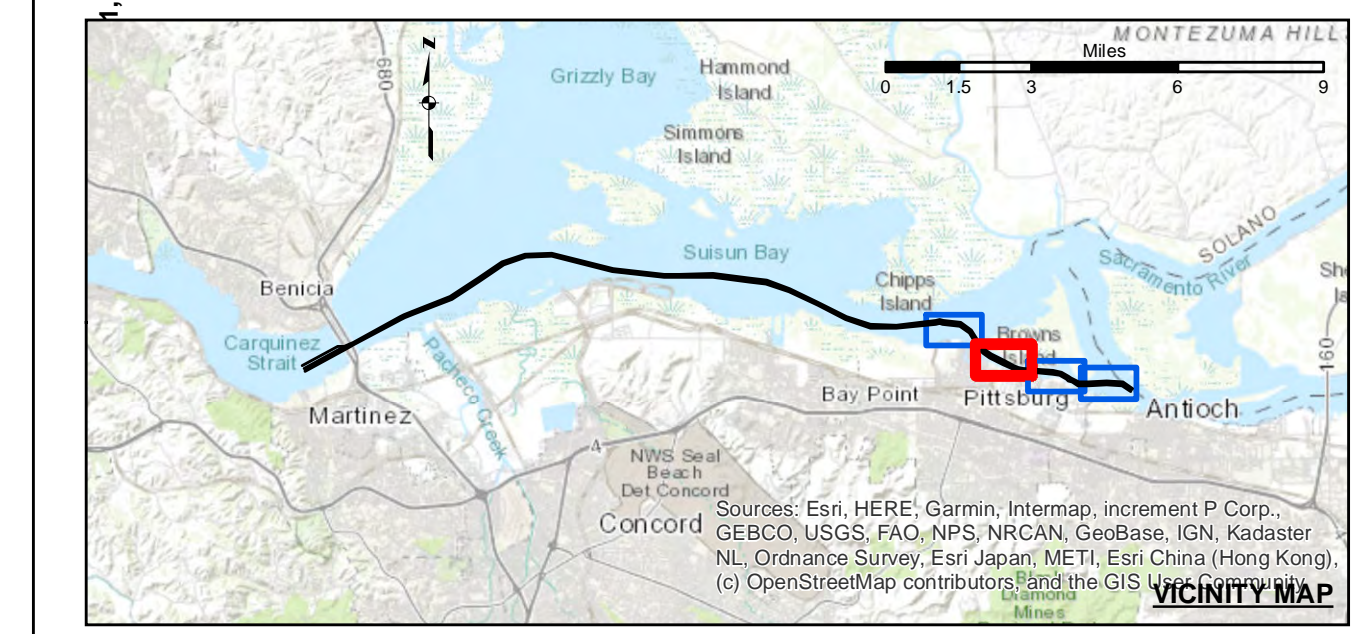 MONTEZUMA HILL
Miles
0 1.5 3 6 9
N
680
Grizzly Bay
Hammond
Island
Simmons
Island
Suisun Bay
SOLANO
Sacramento River
Chipps
Island
Benicia
Browns
Island
Carquinez
Strait
Pacheco Creek
160
Bay Point
Pittsburg
Antioch
Martinez
4
NWS Seal
Beach
Det Concord
Concord
Sources: Esri, HERE, Garmin, Intermap, increment P Corp.,
GEBCO, USGS, FAO, NPS, NRCAN, GeoBase, IGN, Kadaster
NL, Ordnance Survey, Esri Japan, METI, Esri China (Hong Kong),
(c) OpenStreetMap contributors, and the GIS User Community
VICINITY MAP
Diamond
Mines